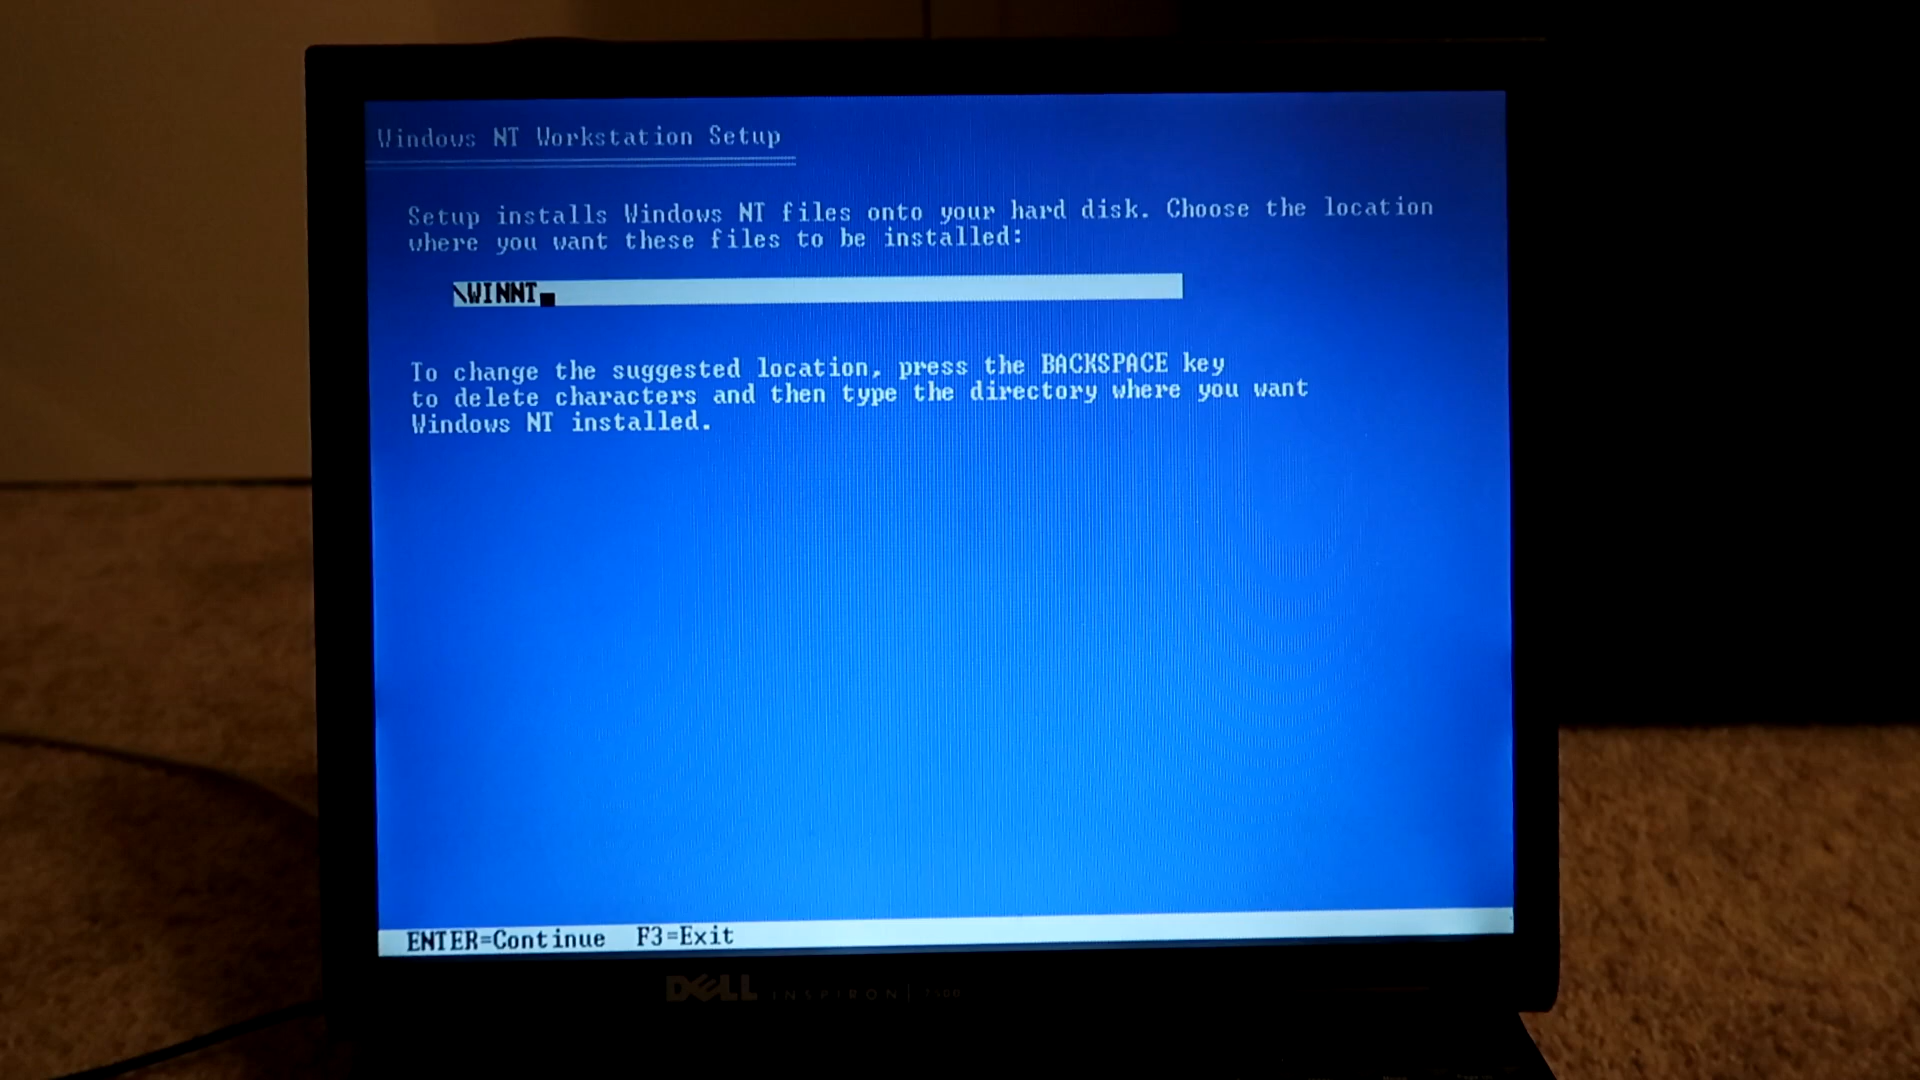 Windows NT Workstation Setup
Setup installs Windows NT files onto your hard disk. Choose the location
where you want these files to be installed:
\WINNT
To change the suggested location, press the BACKSPACE key
to delete characters and then type the directory where you want
Windows NT installed.
ENTER=Continue F3=Exit
DELL INSPIRON